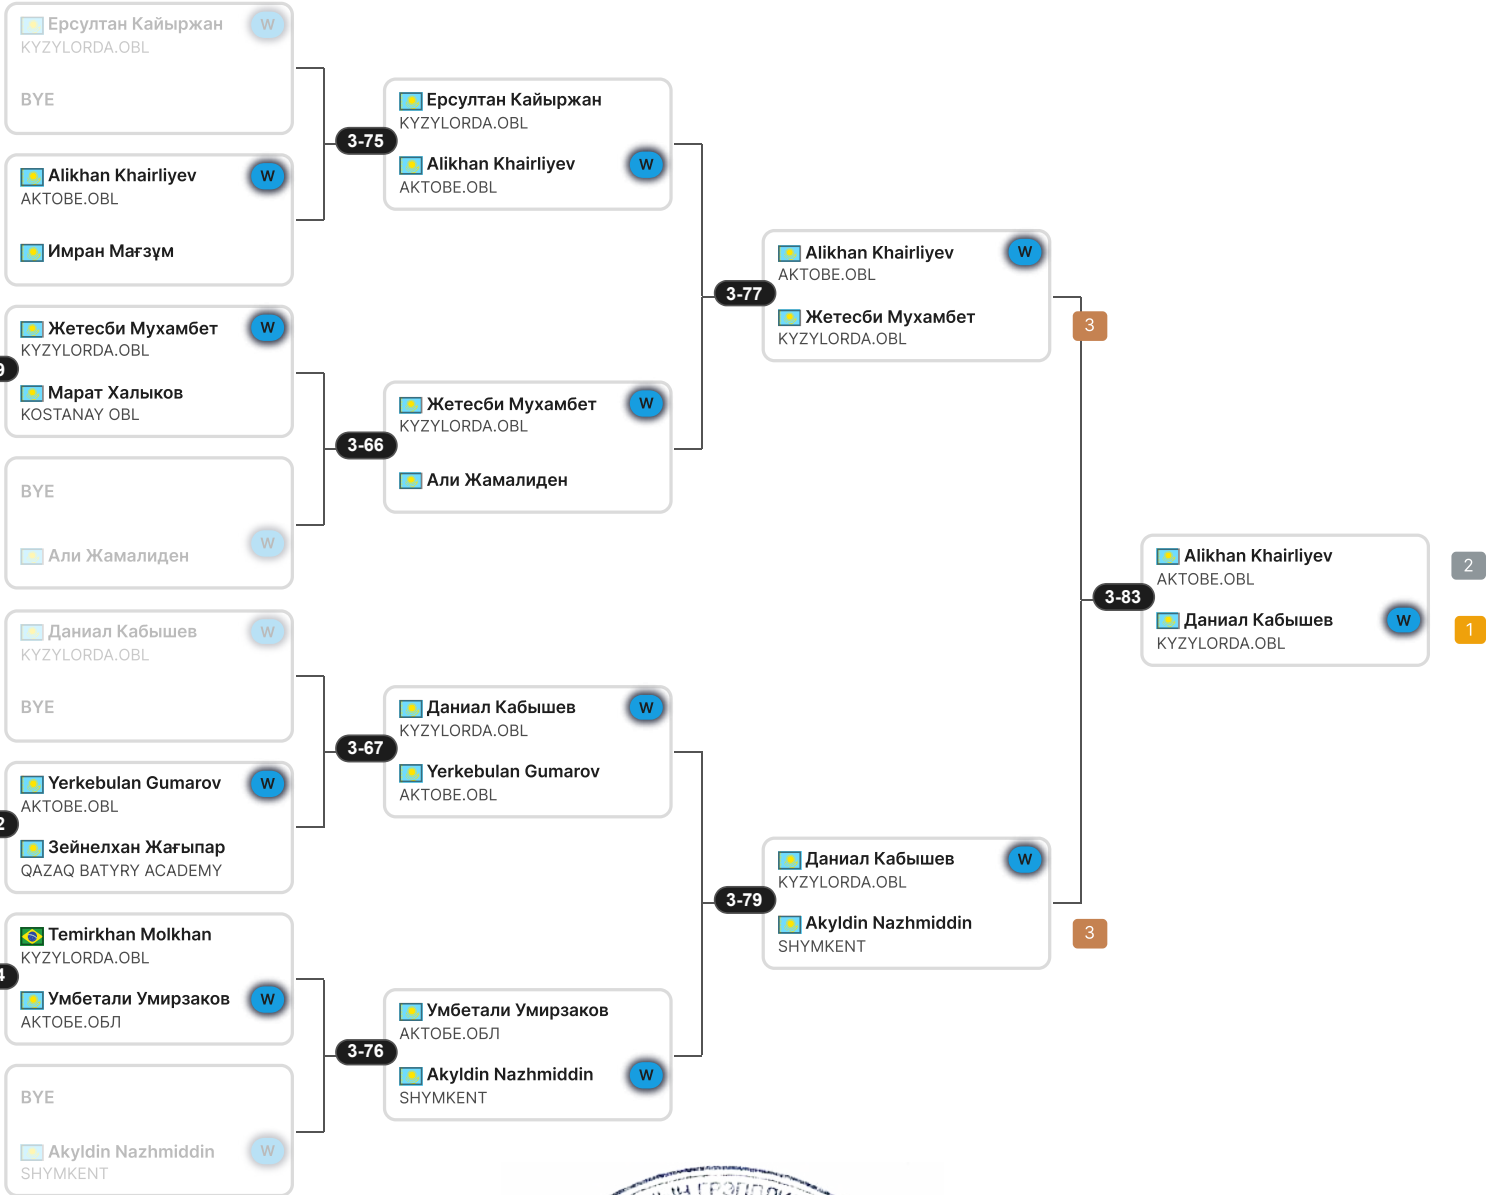 Ерсултан Кайыржан
W
KYZYLORDA.OBL
BYE
Alikhan Khairliyev
W
AKTOBE.OBL
Имран Мағзұм
Жетесби Мухамбет
W
KYZYLORDA.OBL
9
Марат Халыков
KOSTANAY OBL
BYE
Али Жамалиден
W
Даниал Кабышев
W
KYZYLORDA.OBL
BYE
Yerkebulan Gumarov
W
AKTOBE.OBL
2
Зейнелхан Жағыпар
QAZAQ BATYRY ACADEMY
Temirkhan Molkhan
KYZYLORDA.OBL
4
Умбетали Умирзаков
W
АКТОБЕ.ОБЛ
BYE
Akyldin Nazhmiddin
W
SHYMKENT
3-75
Ерсултан Кайыржан
KYZYLORDA.OBL
Alikhan Khairliyev
W
AKTOBE.OBL
3-66
Жетесби Мухамбет
W
KYZYLORDA.OBL
Али Жамалиден
3-67
Даниал Кабышев
W
KYZYLORDA.OBL
Yerkebulan Gumarov
AKTOBE.OBL
3-76
Умбетали Умирзаков
АКТОБЕ.ОБЛ
Akyldin Nazhmiddin
W
SHYMKENT
3-77
Alikhan Khairliyev
W
AKTOBE.OBL
Жетесби Мухамбет
3
KYZYLORDA.OBL
3-79
Даниал Кабышев
W
KYZYLORDA.OBL
Akyldin Nazhmiddin
3
SHYMKENT
3-83
Alikhan Khairliyev
2
AKTOBE.OBL
Даниал Кабышев
W
1
KYZYLORDA.OBL